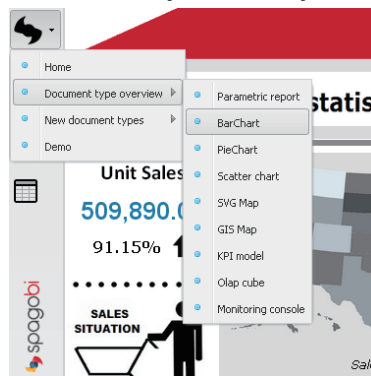 Home
Document type overview
New document types
Demo
Parametric report
BarChart
PieChart
Scatter chart
SVG Map
GIS Map
KPI model
Olap cube
Monitoring console
statis
Unit Sales
509,890.0
91.15%
SALES
SITUATION
spagobi
Sale